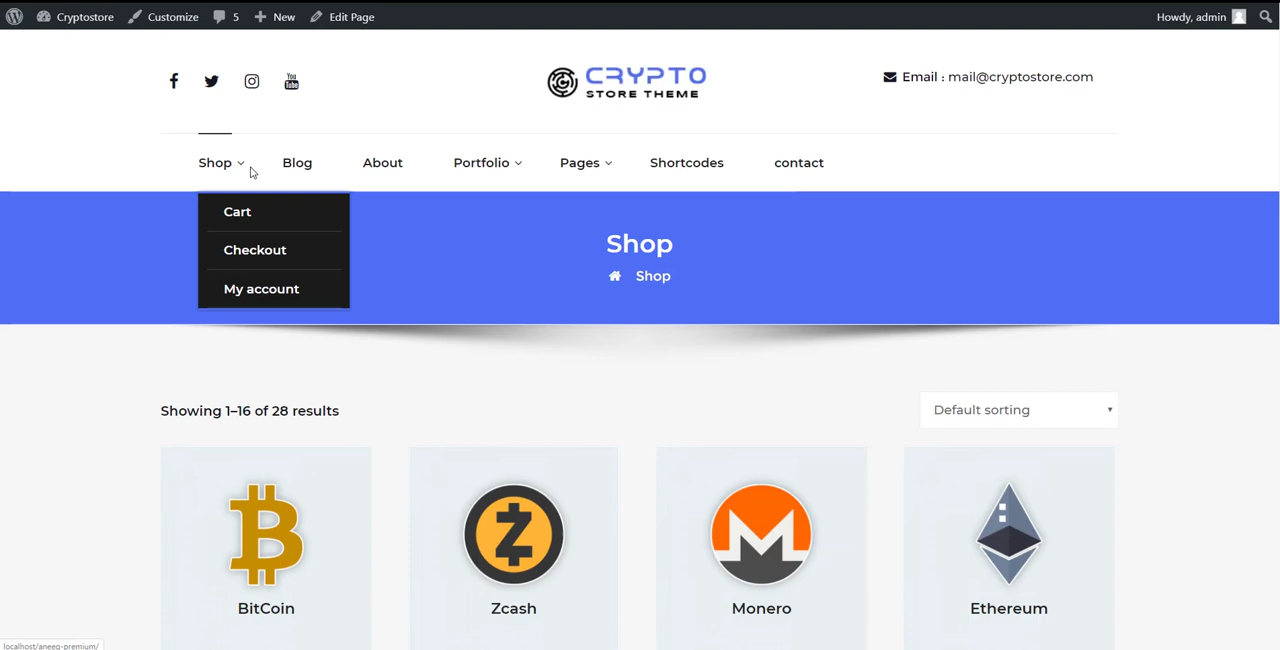 Cryptostore Customize 5 New Edit Page Howdy, admin
CRYPTO
STORE THEME
You
Tube
Email : mail@cryptostore.com
Shop Blog About Portfolio Pages Shortcodes contact
Cart
Checkout
My account
Shop
Shop
Showing 1–16 of 28 results
Default sorting
BitCoin Zcash Monero Ethereum
localhost/aneeq-premium/